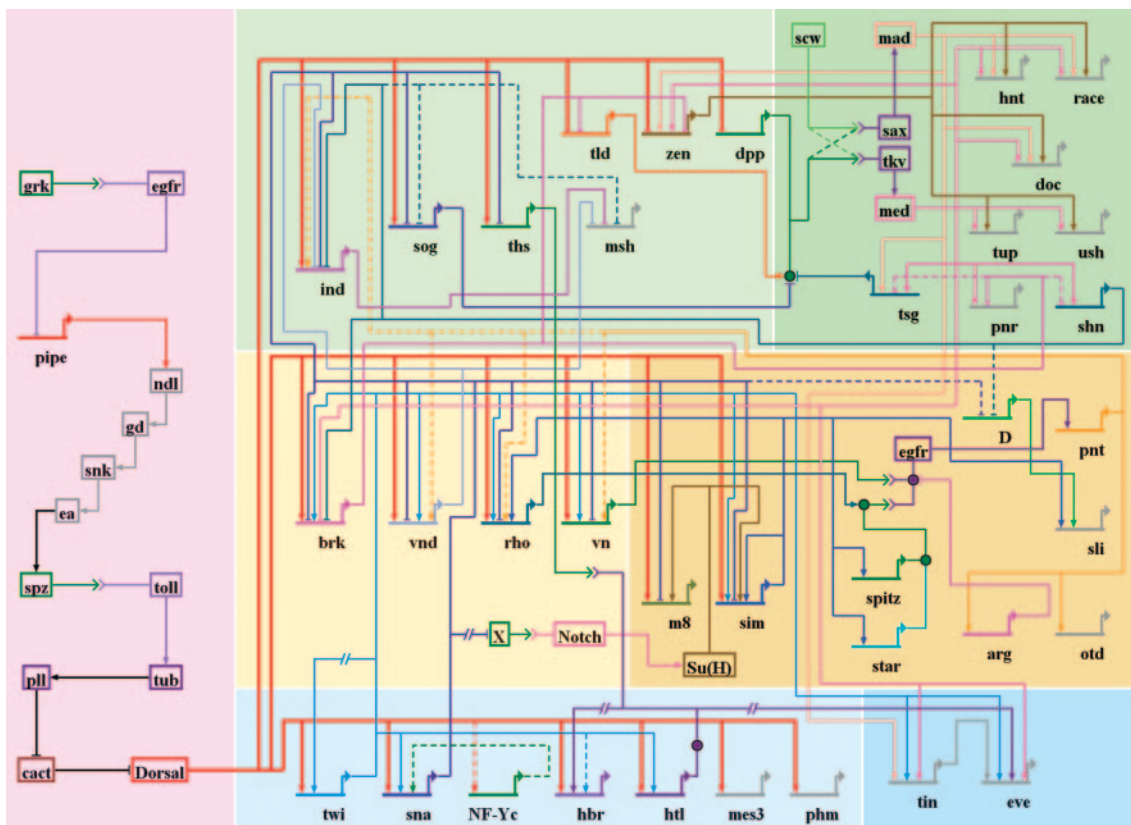 scw
mad
hnt
race
tld
zen
dpp
sax
tkv
doc
grk
egfr
med
sog
ths
msh
tup
ush
ind
tsg
pnr
shn
pipe
ndl
gd
D
pnt
snk
egfr
ea
brk
vnd
rho
vn
sli
spz
toll
spitz
m8
sim
X
Notch
Su(H)
star
arg
otd
pll
tub
cact
Dorsal
twi
sna
NF-Yc
hbr
htl
mes3
phm
tin
eve